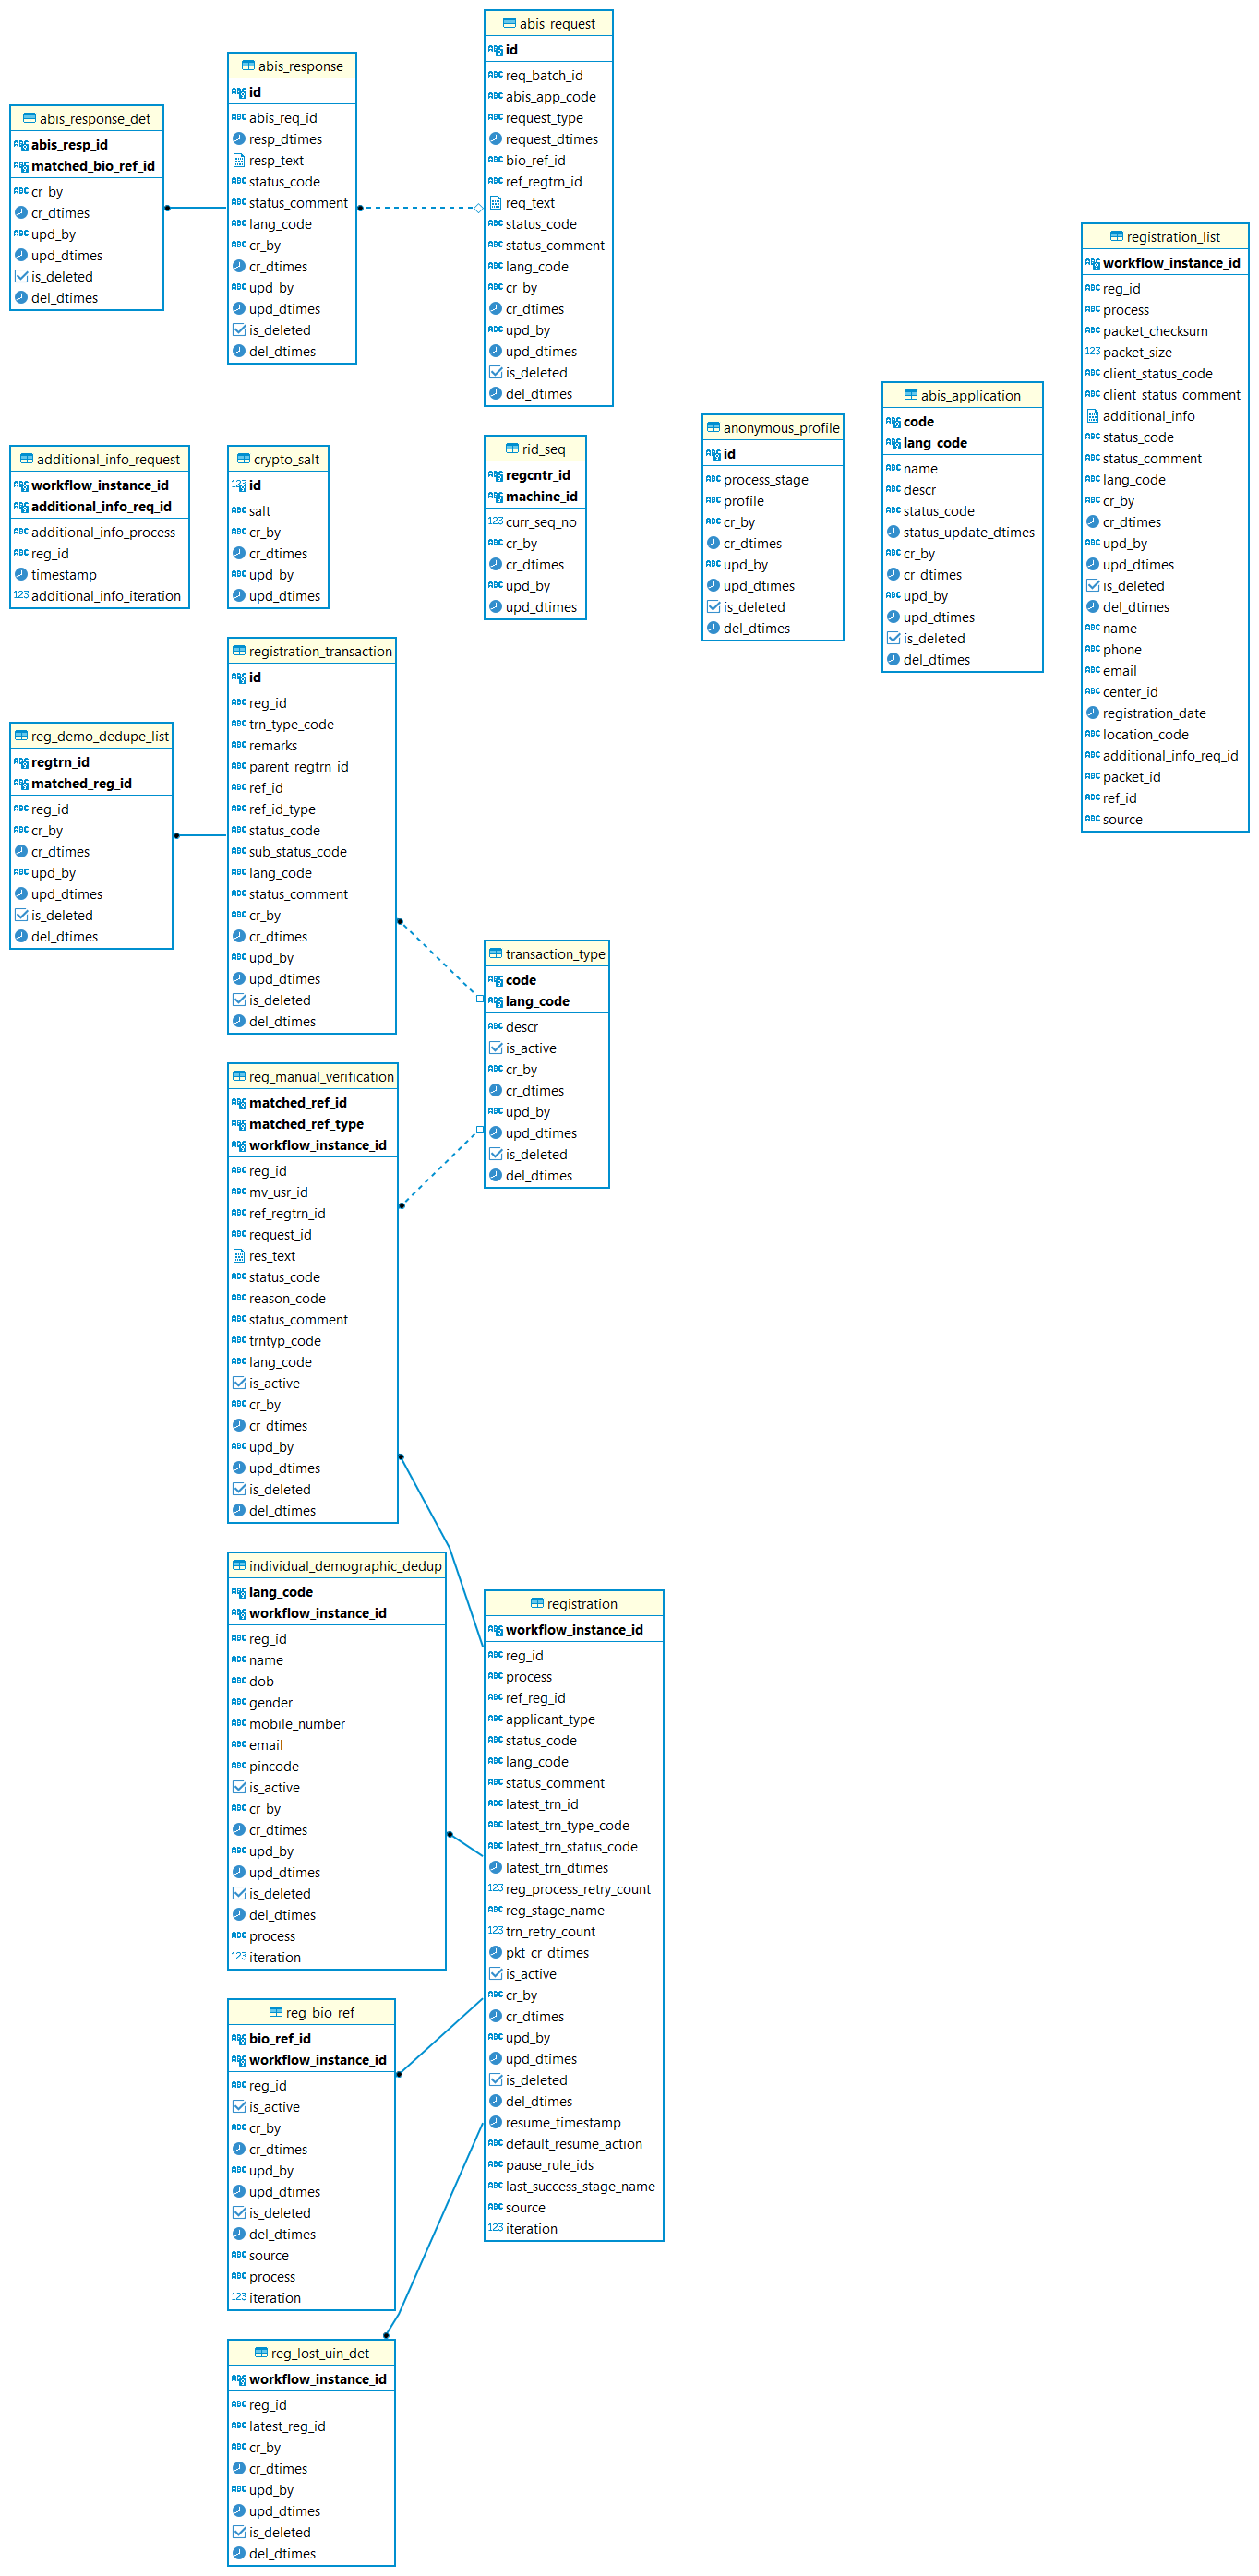 abis_response_det
abis_resp_id
matched_bio_ref_id
cr_by
cr_dtimes
upd_by
upd_dtimes
is_deleted
del_dtimes
abis_response
id
abis_req_id
resp_dtimes
resp_text
status_code
status_comment
lang_code
cr_by
cr_dtimes
upd_by
upd_dtimes
is_deleted
del_dtimes
abis_request
id
req_batch_id
abis_app_code
request_type
request_dtimes
bio_ref_id
ref_regtrn_id
req_text
status_code
status_comment
lang_code
cr_by
cr_dtimes
upd_by
upd_dtimes
is_deleted
del_dtimes
additional_info_request
workflow_instance_id
additional_info_req_id
additional_info_process
reg_id
timestamp
additional_info_iteration
crypto_salt
id
salt
cr_by
cr_dtimes
upd_by
upd_dtimes
rid_seq
regcntr_id
machine_id
curr_seq_no
cr_by
cr_dtimes
upd_by
upd_dtimes
anonymous_profile
id
process_stage
profile
cr_by
cr_dtimes
upd_by
upd_dtimes
is_deleted
del_dtimes
abis_application
code
lang_code
name
descr
status_code
status_update_dtimes
cr_by
cr_dtimes
upd_by
upd_dtimes
is_deleted
del_dtimes
registration_list
workflow_instance_id
reg_id
process
packet_checksum
packet_size
client_status_code
client_status_comment
additional_info
status_code
status_comment
lang_code
cr_by
cr_dtimes
upd_by
upd_dtimes
is_deleted
del_dtimes
name
phone
email
center_id
registration_date
location_code
additional_info_req_id
packet_id
ref_id
source
reg_demo_dedupe_list
regtrn_id
matched_reg_id
reg_id
cr_by
cr_dtimes
upd_by
upd_dtimes
is_deleted
del_dtimes
registration_transaction
id
reg_id
trn_type_code
remarks
parent_regtrn_id
ref_id
ref_id_type
status_code
sub_status_code
lang_code
status_comment
cr_by
cr_dtimes
upd_by
upd_dtimes
is_deleted
del_dtimes
transaction_type
code
lang_code
descr
is_active
cr_by
cr_dtimes
upd_by
upd_dtimes
is_deleted
del_dtimes
reg_manual_verification
matched_ref_id
matched_ref_type
workflow_instance_id
reg_id
mv_usr_id
ref_regtrn_id
request_id
res_text
status_code
reason_code
status_comment
trntyp_code
lang_code
is_active
cr_by
cr_dtimes
upd_by
upd_dtimes
is_deleted
del_dtimes
individual_demographic_dedup
lang_code
workflow_instance_id
reg_id
name
dob
gender
mobile_number
email
pincode
is_active
cr_by
cr_dtimes
upd_by
upd_dtimes
is_deleted
del_dtimes
process
iteration
registration
workflow_instance_id
reg_id
process
ref_reg_id
applicant_type
status_code
lang_code
status_comment
latest_trn_id
latest_trn_type_code
latest_trn_status_code
latest_trn_dtimes
reg_process_retry_count
reg_stage_name
trn_retry_count
pkt_cr_dtimes
is_active
cr_by
cr_dtimes
upd_by
upd_dtimes
is_deleted
del_dtimes
resume_timestamp
default_resume_action
pause_rule_ids
last_success_stage_name
source
iteration
reg_bio_ref
bio_ref_id
workflow_instance_id
reg_id
is_active
cr_by
cr_dtimes
upd_by
upd_dtimes
is_deleted
del_dtimes
source
process
iteration
reg_lost_uin_det
workflow_instance_id
reg_id
latest_reg_id
cr_by
cr_dtimes
upd_by
upd_dtimes
is_deleted
del_dtimes